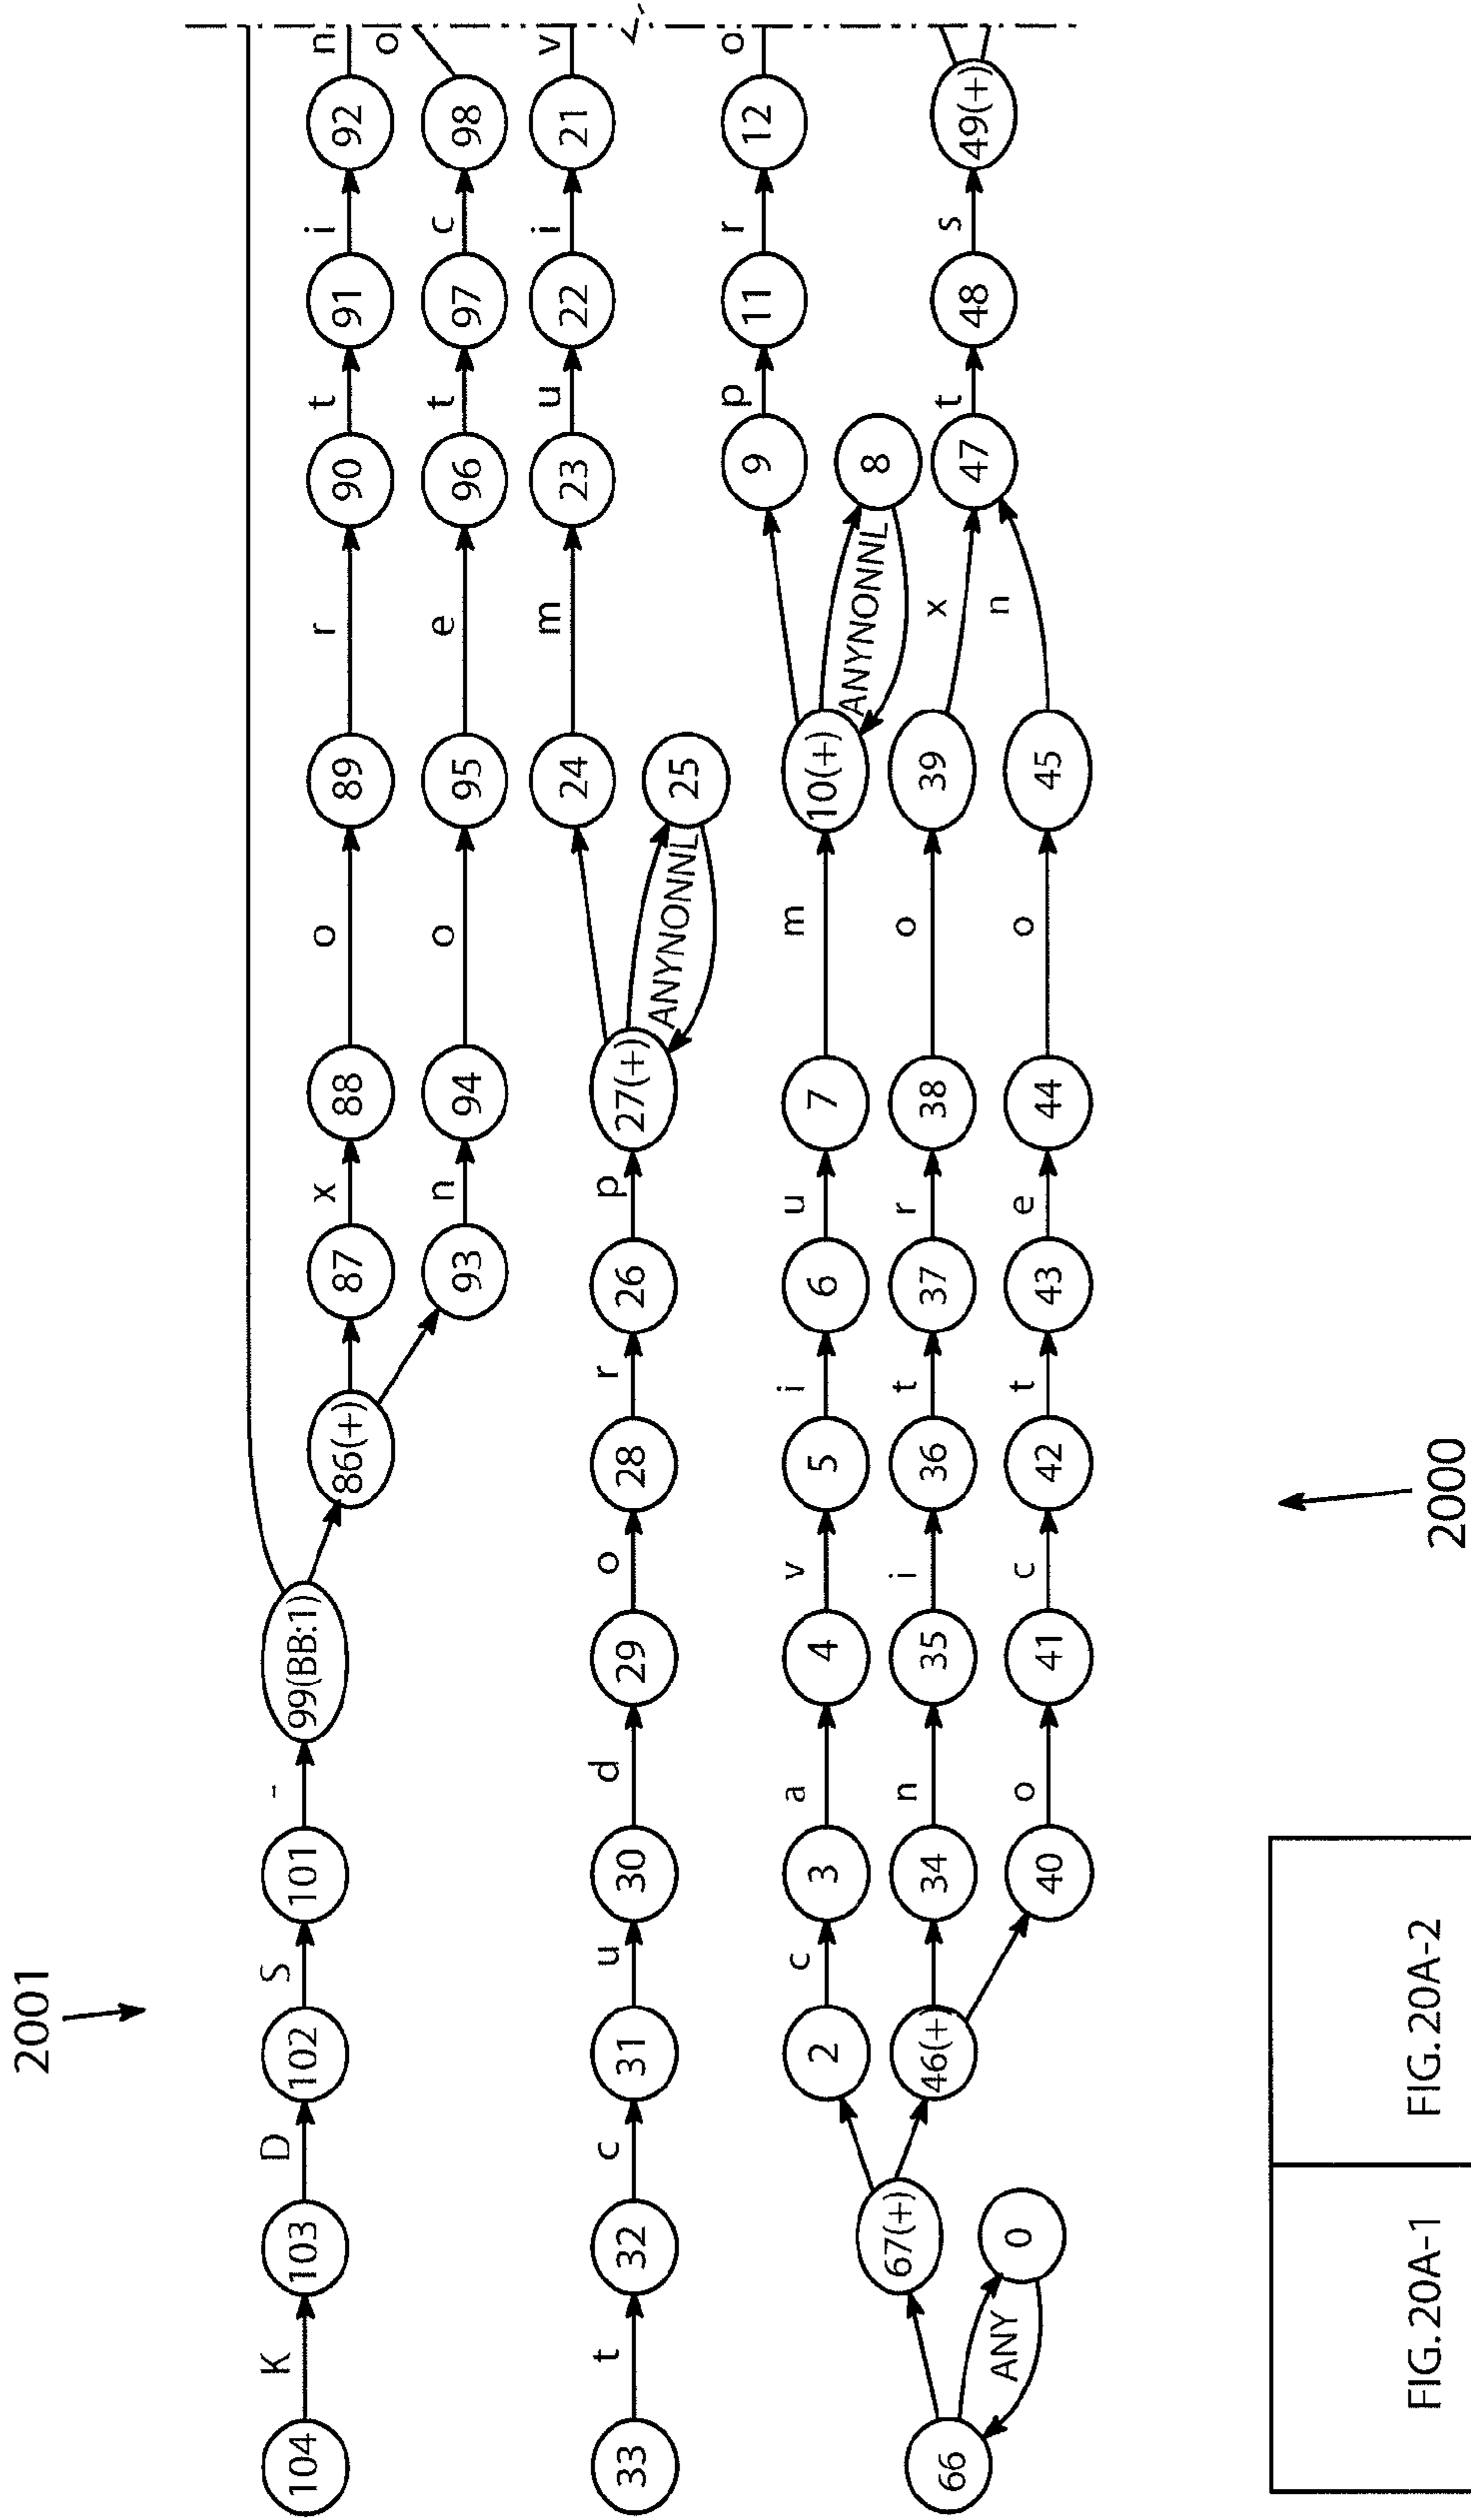 2001
104 K 103 D 102 S 101 - 99(BB:1)
86(+) 87 x 88 o 89 r 90 t 91 i 92 n
93 n 94 o 95 e 96 t 97 c 98 o
33 t 32 c 31 u 30 d 29 o 28 r 26 p 27(+)
24 m 23 u 22 i 21 v
ANYNONNL 25
66 67(+) ANY 0
2 c 3 a 4 v 5 i 6 u 7 m 10(+)
9 p 11 r 12 o
ANYNONNL 8
46(+) 34 n 35 i 36 t 37 r 38 o 39 x
40 o 41 c 42 t 43 e 44 o 45 n
47 t 48 s 49(+)
2000
FIG.20A-1 FIG.20A-2